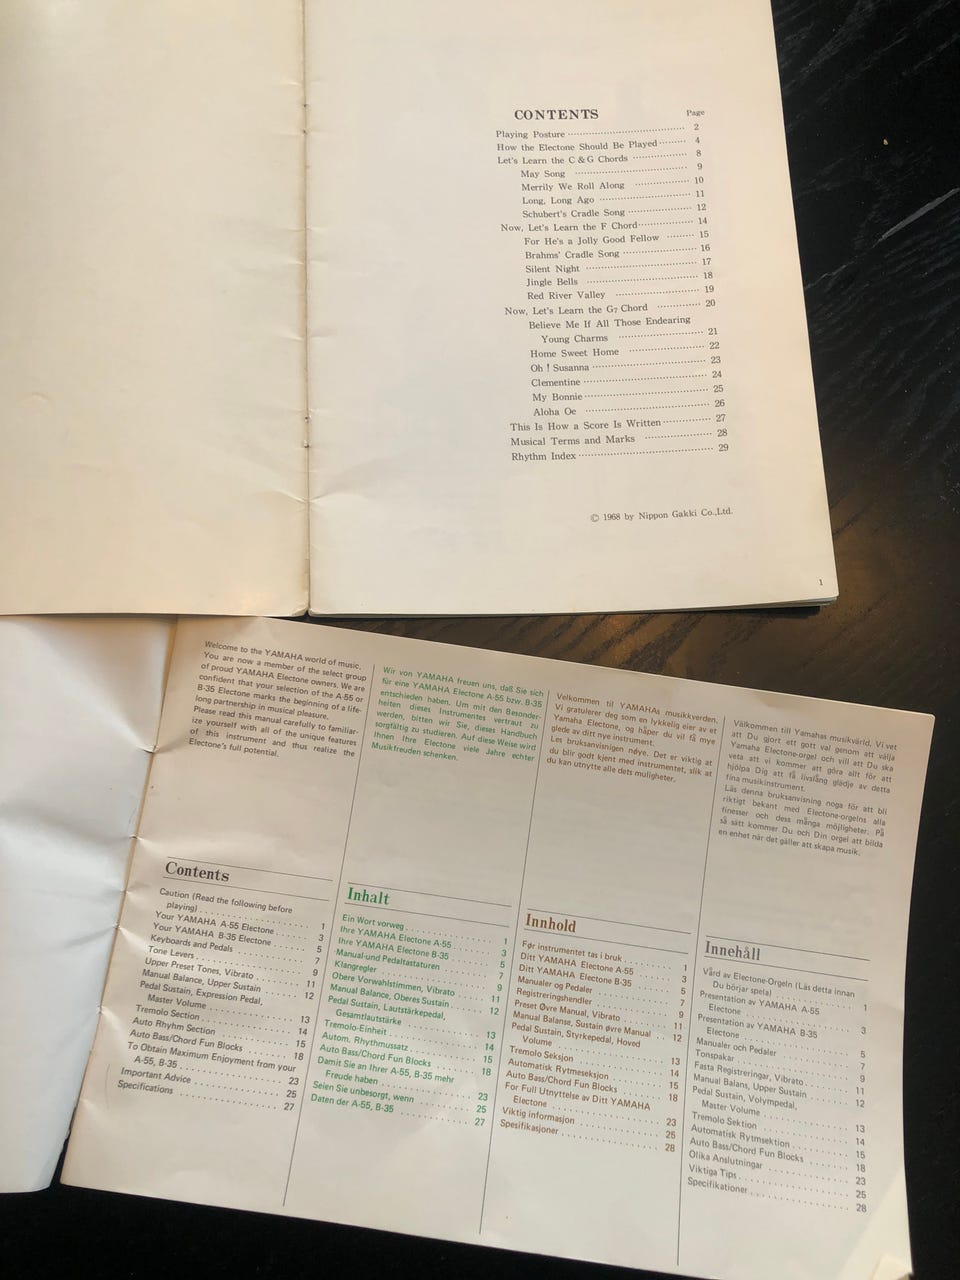 CONTENTS
Page
Playing Posture 2
How the Electone Should Be Played 4
Let's Learn the C & G Chords 8
May Song 9
Merrily We Roll Along 10
Long, Long Ago 11
Schubert's Cradle Song 12
Now, Let's Learn the F Chord 14
For He's a Jolly Good Fellow 15
Brahms' Cradle Song 16
Silent Night 17
Jingle Bells 18
Red River Valley 19
Now, Let's Learn the G7 Chord 20
Believe Me If All Those Endearing
Young Charms 21
Home Sweet Home 22
Oh ! Susanna 23
Clementine 24
My Bonnie 25
Aloha Oe 26
This Is How a Score Is Written 27
Musical Terms and Marks 28
Rhythm Index 29
© 1968 by Nippon Gakki Co.,Ltd.
1
Welcome to the YAMAHA world of music.
You are now a member of the select group
of proud YAMAHA Electone owners. We are
confident that your selection of the A-55 or
B-35 Electone marks the beginning of a life-
long partnership in musical pleasure.
Please read this manual carefully to familiar-
ize yourself with all of the unique features
of this instrument and thus realize the
Electone's full potential.
Contents
Caution (Read the following before
playing) 1
Your YAMAHA A-55 Electone 3
Your YAMAHA B-35 Electone 5
Keyboards and Pedals 7
Tone Levers 9
Upper Preset Tones, Vibrato 11
Manual Balance, Upper Sustain 12
Pedal Sustain, Expression Pedal,
Master Volume 13
Tremolo Section 14
Auto Rhyhm Section 15
Auto Bass/Chord Fun Blocks 18
To Obtain Maximum Enjoyment from your
A-55, B-35 23
Important Advice 25
Specifications 27
Wir von YAMAHA freuen uns, daß Sie sich
für eine YAMAHA Electone A-55 bzw. B-35
entschieden haben. Um mit den Besonder-
heiten dieses Instrumentes vertraut zu
werden, bitten wir Sie, dieses Handbuch
sorgfältig zu studieren. Auf diese Weise wird
Ihnen Ihre Electone viele Jahre echter
Musikfreuden schenken.
Inhalt
Ein Wort vorweg 1
Ihre YAMAHA Electone A-55 3
Ihre YAMAHA Electone B-35 5
Manual-und Pedaltastaturen 7
Klangregler 9
Obere Vorwahlstimmen, Vibrato 11
Manual Balance, Oberes Sustain 12
Pedal Sustain, Lautstärkepedal,
Gesamtlautstärke 13
Tremolo-Einheit 14
Autom. Rhythmussatz 15
Auto Bass/Chord Fun Blocks 18
Damit Sie an Ihrer A-55, B-35 mehr
Freude haben 23
Seien Sie unbesorgt, wenn 25
Daten der A-55, B-35 27
Velkommen til YAMAHAs musikkverden.
Vi gratulerer deg som en lykkelig eier av et
Yamaha Electone, og håper du vil få mye
glede av ditt nye instrument.
Les bruksanvisnigen nøye. Det er viktig at
du blir godt kjent med instrumentet, slik at
du kan utnytte alle dets muligheter.
Innhold
Før instrumentet tas i bruk 1
Ditt YAMAHA Electone A-55 3
Ditt YAMAHA Electone B-35 5
Manualer og Pedaler 7
Registreringshendler 9
Preset Øvre Manual, Vibrato 11
Manual Balanse, Sustain øvre Manual 12
Pedal Sustain, Styrkepedal, Hoved
Volume 13
Tremolo Seksjon 14
Automatisk Rytmeseksjon 15
Auto Bass/Chord Fun Blocks 18
For Full Utnyttelse av Ditt YAMAHA
Electone 23
Viktig informasjon 25
Spesifikasjoner 28
Välkommen till Yamahas musikvärld. Vi vet
att Du gjort ett gott val genom att välja
Yamaha Electone-orgel och vill att Du ska
veta att vi kommer att göra allt för att
hjölpa Dig att få livslång glädje av detta
fina musikinstrument.
Läs denna bruksanvisning noga för att bli
riktigt bekant med Electone-orgelns alla
finesser och dess många möjligheter. På
så sätt kommer Du och Din orgel att bilda
en enhet när det gäller att skapa musik.
Innehåll
Vård av Electone-Orgeln (Läs detta innan
Du börjar spela) 1
Presentation av YAMAHA A-55
Electone 3
Presentation av YAMAHA B-35
Electone 5
Manualer och Pedaler 7
Tonspakar 9
Fasta Registreringar, Vibrato 11
Manual Balans, Upper Sustain 12
Pedal Sustain, Volympedal,
Master Volume 13
Tremolo Sektion 14
Automatisk Rytmsektion 15
Auto Bass/Chord Fun Blocks 18
Olika Anslutningar 23
Viktiga Tips 25
Specifikationer 28